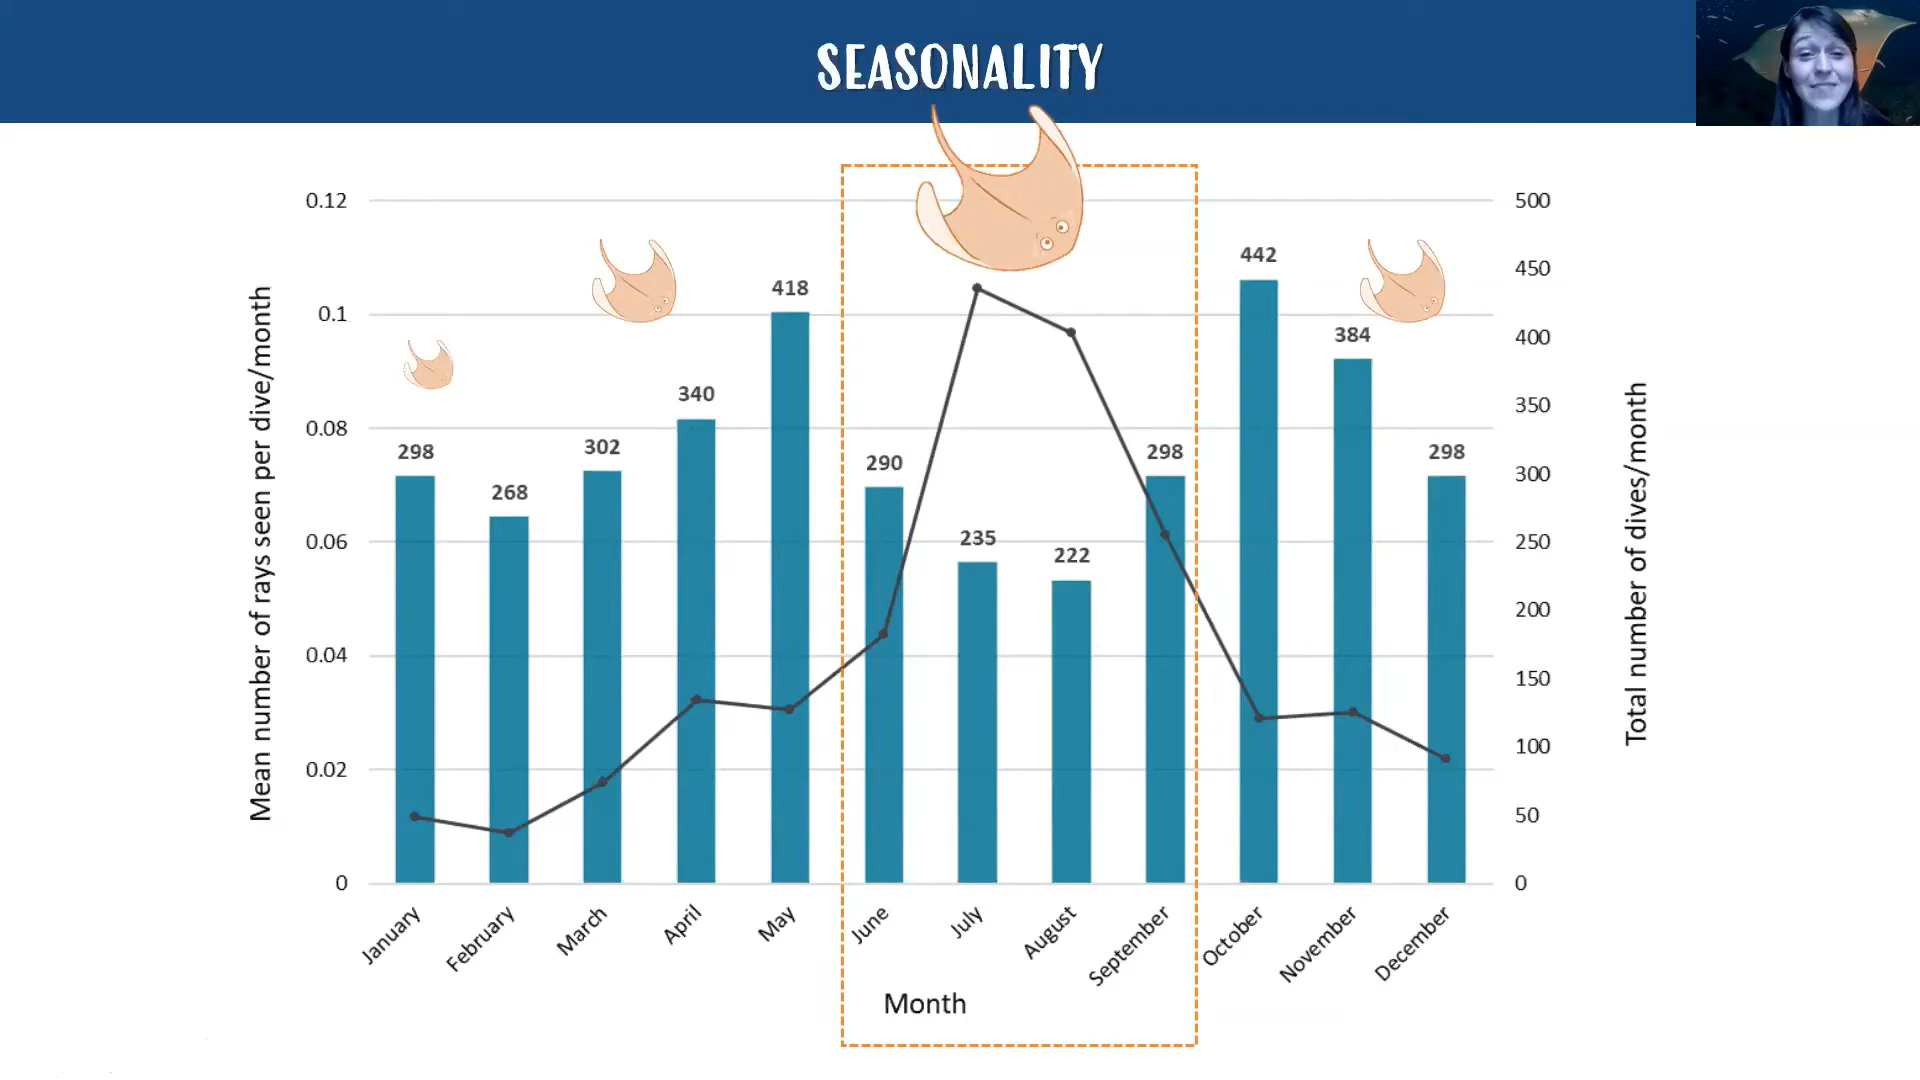 SEASONALITY
Mean number of rays seen per dive/month
0.12
0.1
0.08
0.06
0.04
0.02
0
298
268
302
340
418
290
235
222
298
442
384
298
500
450
400
350
300
250
200
150
100
50
0
Total number of dives/month
January
February
March
April
May
June
July
August
September
October
November
December
Month